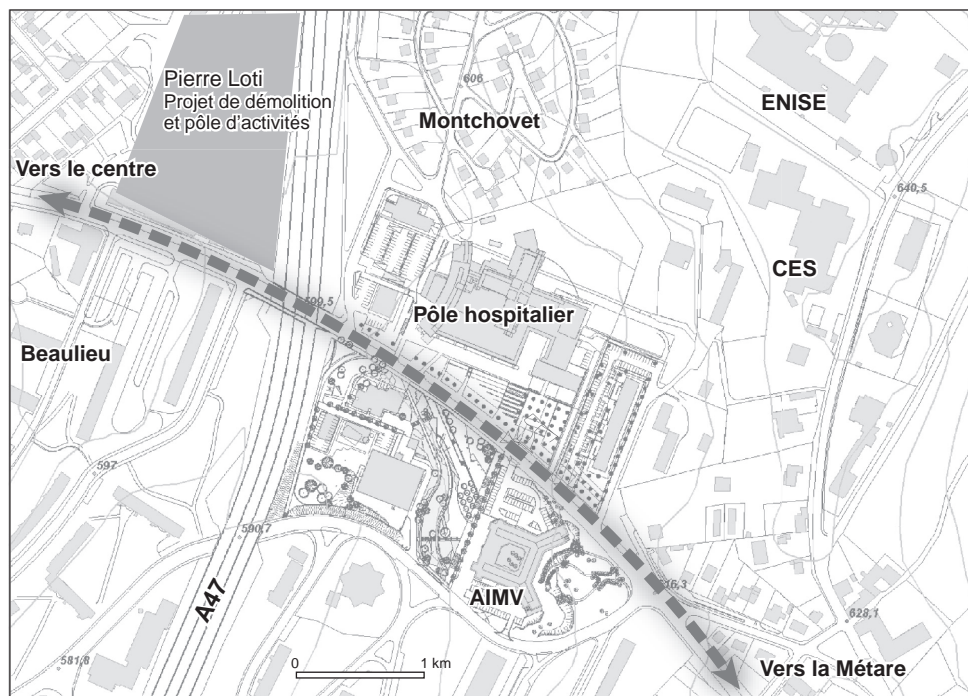 Pierre Loti
Projet de démolition
et pôle d'activités
606
ENISE
Montchovet
Vers le centre
640,5
CES
599,5
Pôle hospitalier
Beaulieu
597
590,7
A47
AIMV
628,1
581,8
0
1 km
Vers la Métare